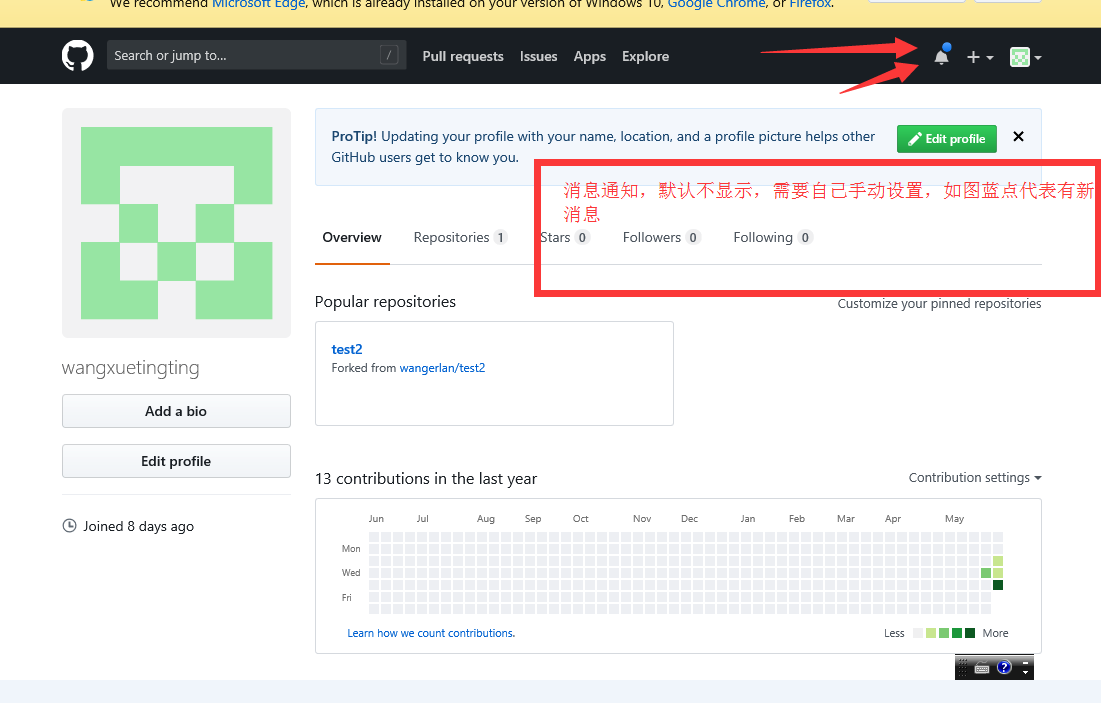 We recommend Microsoft Edge, which is already installed on your version of Windows 10, Google Chrome, or Firefox.
Search or jump to... /
Pull requests Issues Apps Explore
ProTip! Updating your profile with your name, location, and a profile picture helps other
GitHub users get to know you.
Edit profile
消息通知，默认不显示，需要自己手动设置，如图蓝点代表有新
消息
Overview Repositories 1 Stars 0 Followers 0 Following 0
Popular repositories
Customize your pinned repositories
test2
Forked from wangerlan/test2
wangxuetingting
Add a bio
Edit profile
Joined 8 days ago
13 contributions in the last year
Contribution settings
Jun Jul Aug Sep Oct Nov Dec Jan Feb Mar Apr May
Mon
Wed
Fri
Learn how we count contributions.
Less More